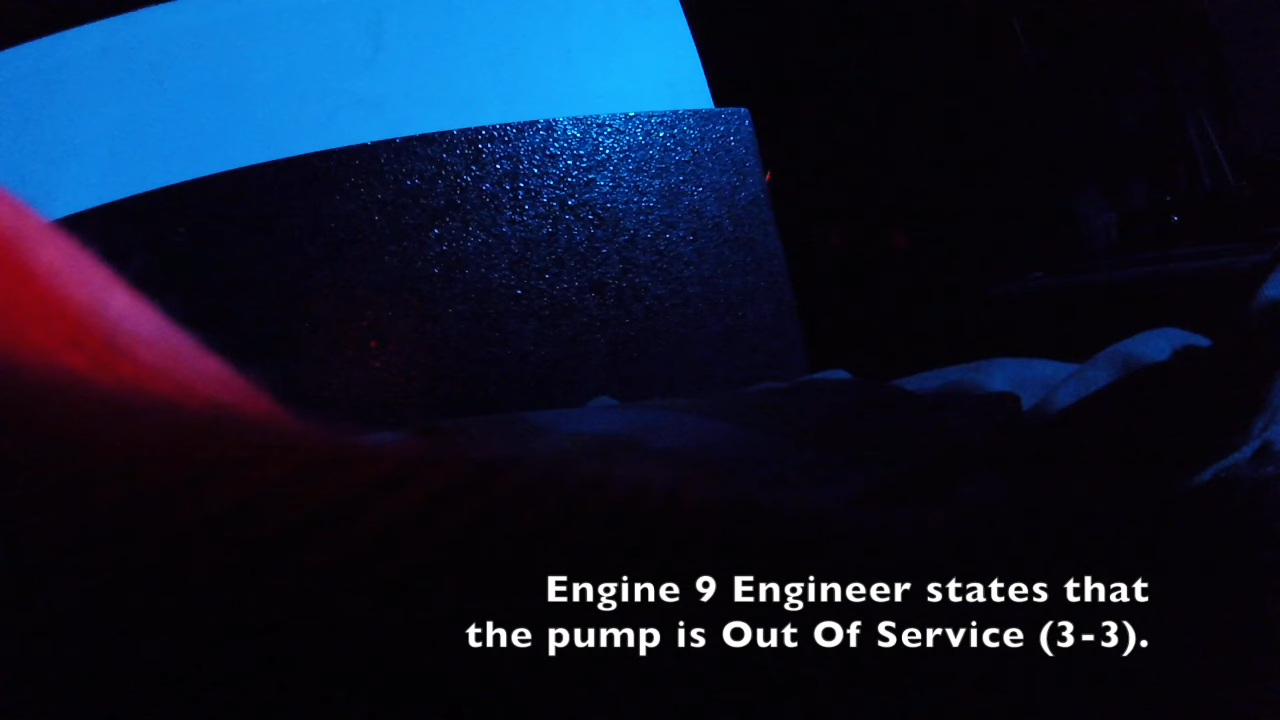 Engine 9 Engineer states that
the pump is Out Of Service (3-3).